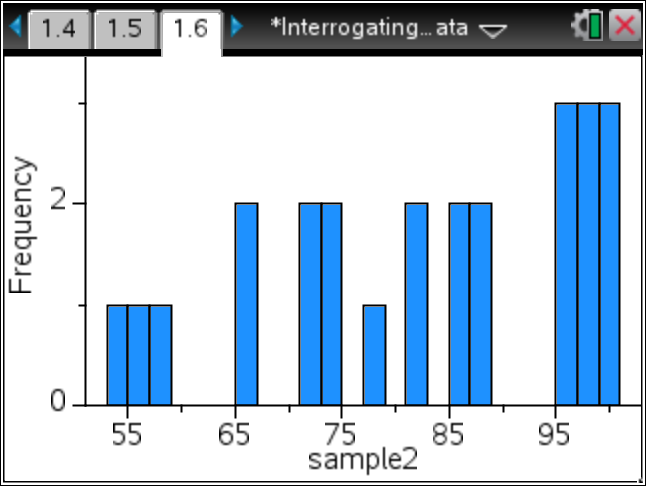 1.4 1.5 1.6 *Interrogating…ata
Frequency
2
0
55 65 75 85 95
sample2